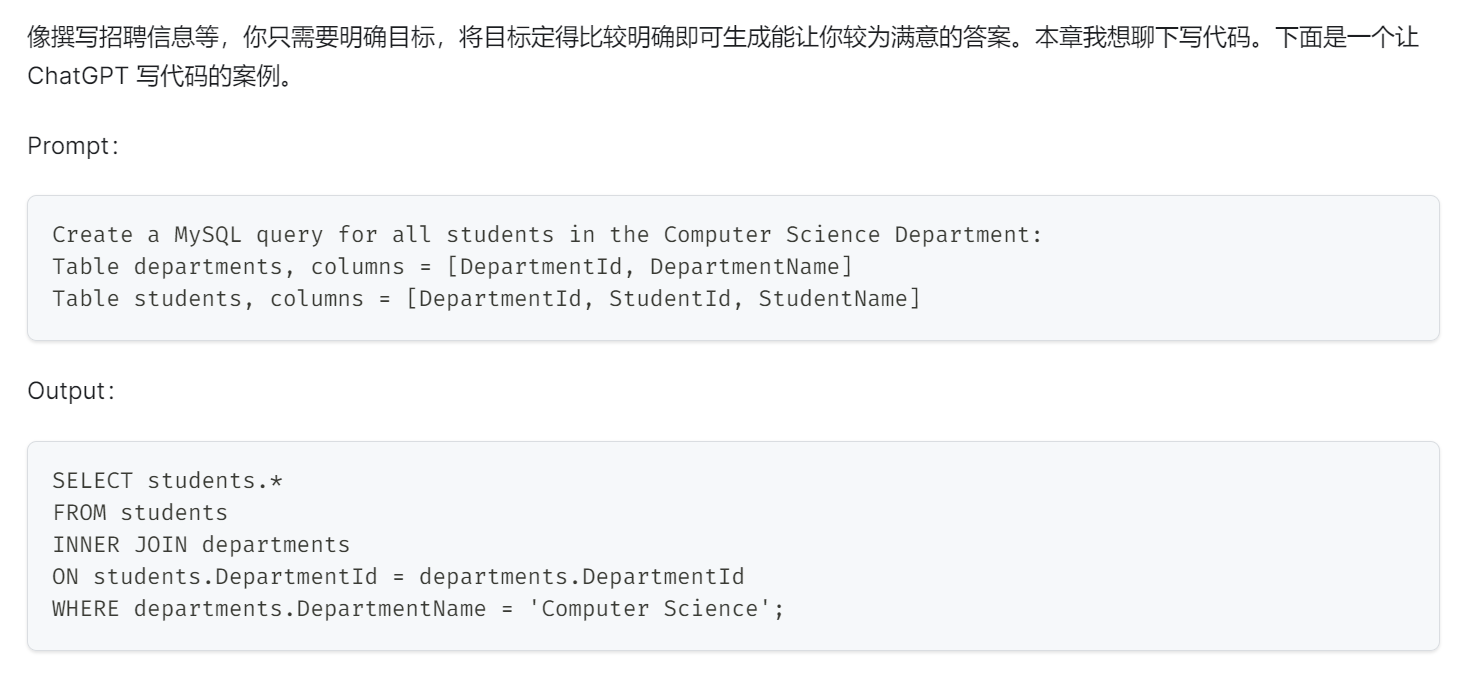 像撰写招聘信息等，你只需要明确目标，将目标定得比较明确即可生成能让你较为满意的答案。本章我想聊下写代码。下面是一个让
ChatGPT 写代码的案例。
Prompt：
Create a MySQL query for all students in the Computer Science Department:
Table departments, columns = [DepartmentId, DepartmentName]
Table students, columns = [DepartmentId, StudentId, StudentName]
Output：
SELECT students.*
FROM students
INNER JOIN departments
ON students.DepartmentId = departments.DepartmentId
WHERE departments.DepartmentName = 'Computer Science';